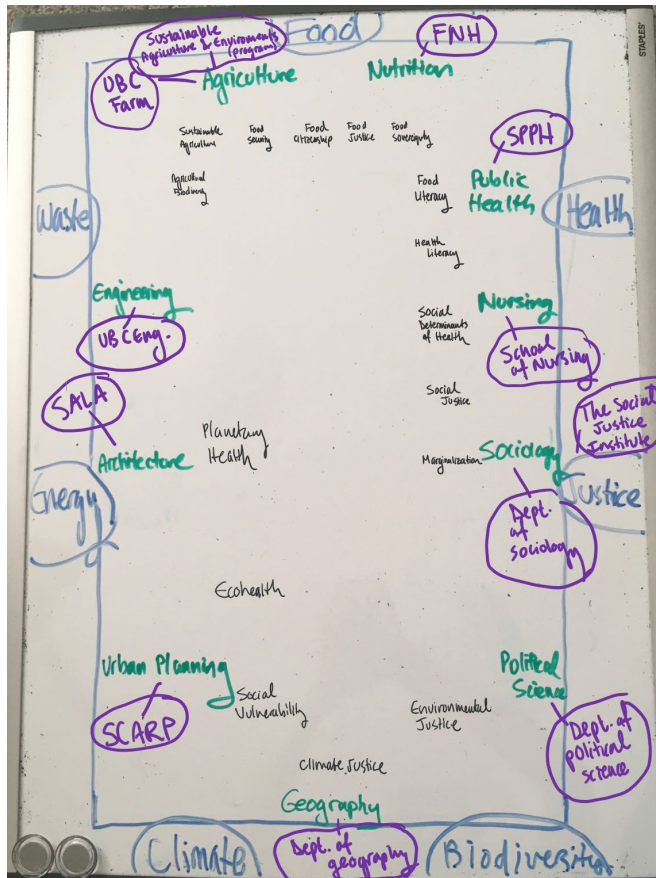 Sustainable
Agriculture & Environments
(program)
Food
FNH
UBC
Farm
Agriculture
Nutrition
STAPLES
Sustainable
Agriculture
Food
Security
Food
Citizenship
Food
Justice
Food
Sovereignty
SPPH
Agricultural
Biodiversity
Food
Literacy
Public
Health
Waste
Health
Health
Literacy
Engineering
Nursing
UBC Eng.
Social
Determinants
of Health
School
of Nursing
SALA
Social
Justice
The Social
Justice
Institute
Planetary
Health
Architecture
Marginalization
Sociology
Energy
Justice
Dept.
of
sociology
Ecohealth
Urban Planning
Political
Science
Social
Vulnerability
Environmental
Justice
SCARP
Dept. of
political
science
Climate Justice
Geography
Climate
Dept. of
geography
Biodiversity